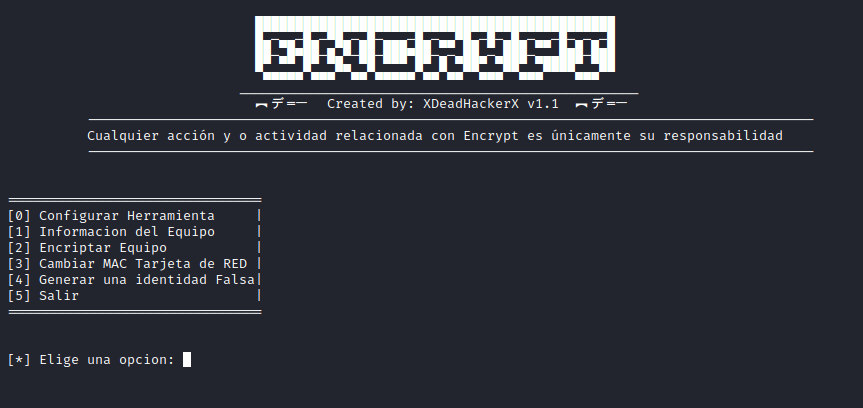 ENCRYPT
︻デ═一 Created by: XDeadHackerX v1.1 ︻デ═一
Cualquier acción y o actividad relacionada con Encrypt es únicamente su responsabilidad
[0] Configurar Herramienta |
[1] Informacion del Equipo |
[2] Encriptar Equipo |
[3] Cambiar MAC Tarjeta de RED |
[4] Generar una identidad Falsa|
[5] Salir |
[*] Elige una opcion: